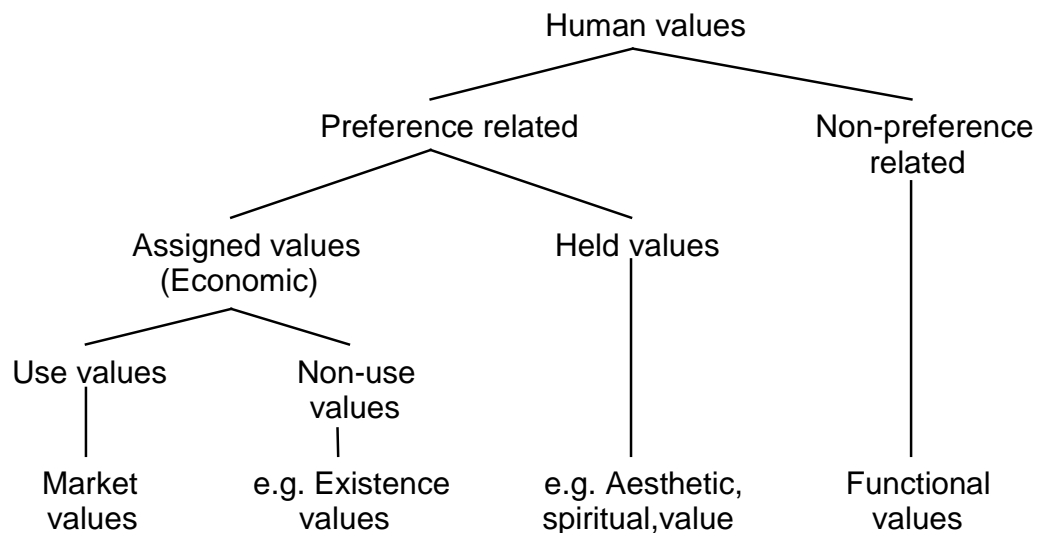 Human values
Preference related
Non-preference
related
Assigned values
(Economic)
Held values
Use values
Non-use
values
Market
values
e.g. Existence
values
e.g. Aesthetic,
spiritual,value
Functional
values